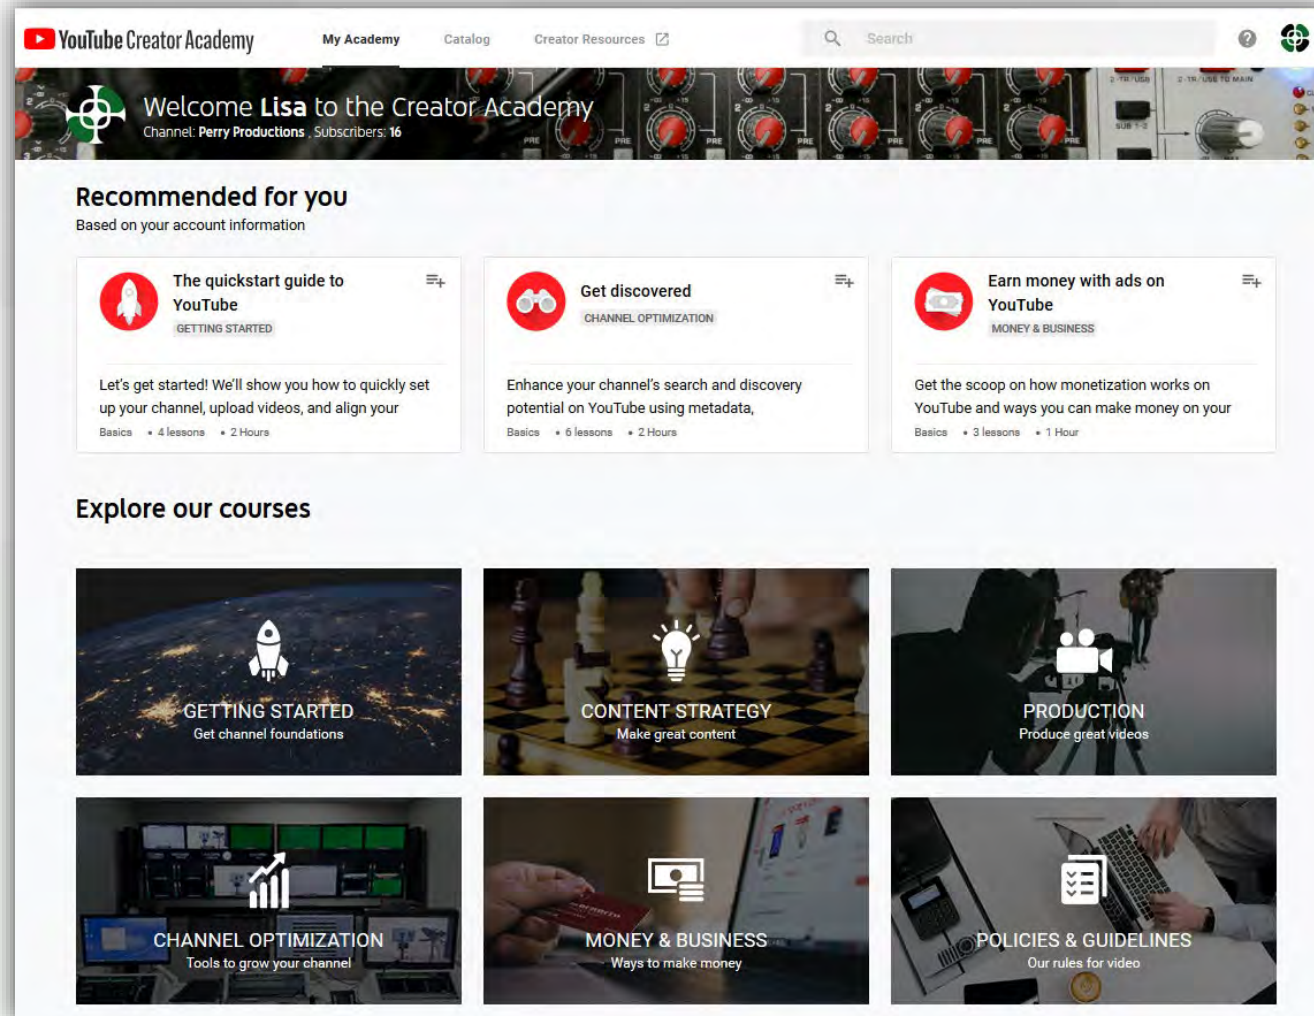 YouTube Creator Academy
My Academy
Catalog
Creator Resources
Search
Welcome Lisa to the Creator Academy
Channel: Perry Productions , Subscribers: 16
Recommended for you
Based on your account information
The quickstart guide to
YouTube
GETTING STARTED
Let's get started! We'll show you how to quickly set
up your channel, upload videos, and align your
Basics • 4 lessons • 2 Hours
Get discovered
CHANNEL OPTIMIZATION
Enhance your channel's search and discovery
potential on YouTube using metadata,
Basics • 6 lessons • 2 Hours
Earn money with ads on
YouTube
MONEY & BUSINESS
Get the scoop on how monetization works on
YouTube and ways you can make money on your
Basics • 3 lessons • 1 Hour
Explore our courses
GETTING STARTED
Get channel foundations
CONTENT STRATEGY
Make great content
PRODUCTION
Produce great videos
CHANNEL OPTIMIZATION
Tools to grow your channel
MONEY & BUSINESS
Ways to make money
POLICIES & GUIDELINES
Our rules for video